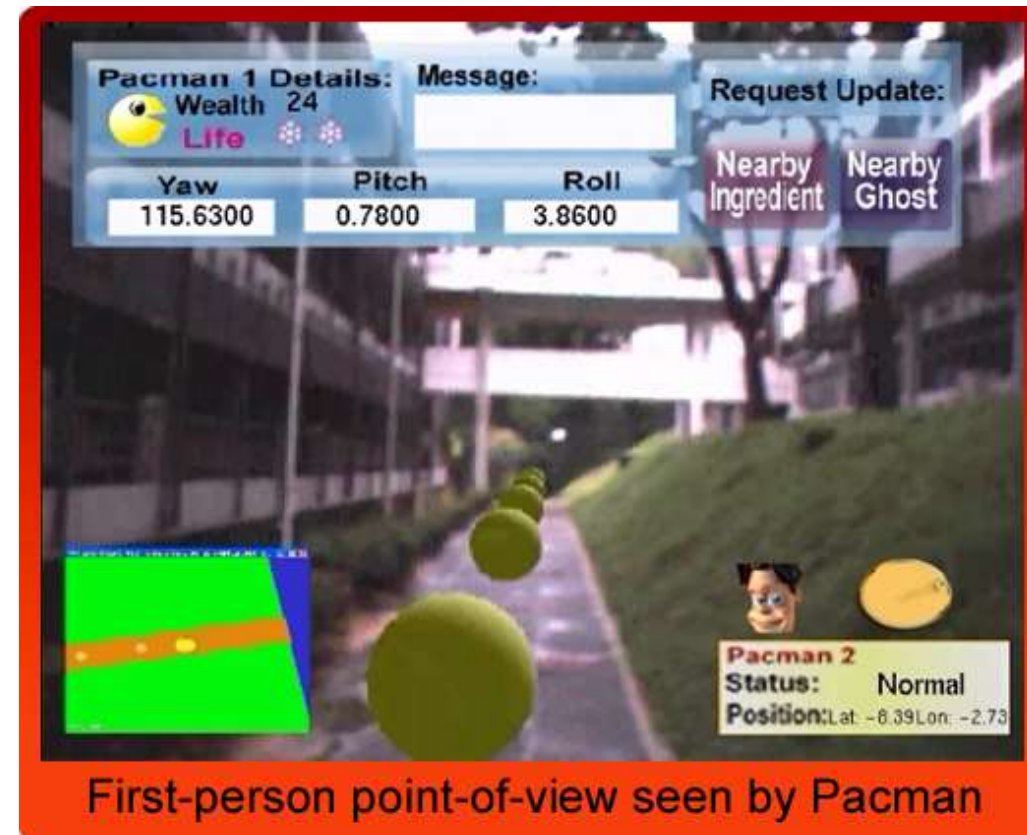 Pacman 1 Details:
Wealth 24
Life
Message:
Request Update:
Nearby Ingredient
Nearby Ghost
Yaw
Pitch
Roll
115.6300
0.7800
3.8600
Pacman 2
Status: Normal
Position:Lat: -8.39Lon: -2.73
First-person point-of-view seen by Pacman